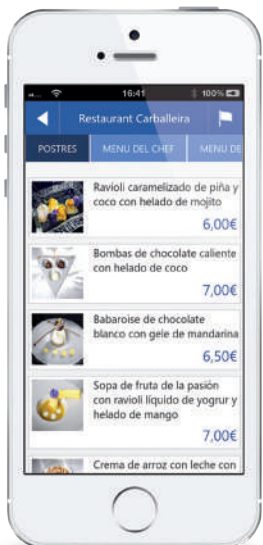 16:41
100%
Restaurant Carballeira
POSTRES
MENU DEL CHEF
MENU DE
Ravioli caramelizado de piña y
coco con helado de mojito
6,00€
Bombas de chocolate caliente
con helado de coco
7,00€
Babaroise de chocolate
blanco con gele de mandarina
6,50€
Sopa de fruta de la pasión
con ravioli líquido de yogrur y
helado de mango
7,00€
Crema de arroz con leche con